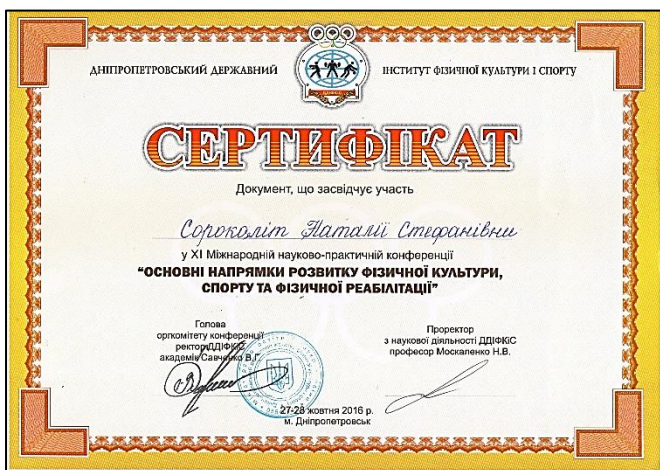 ДНІПРОПЕТРОВСЬКИЙ ДЕРЖАВНИЙ ІНСТИТУТ ФІЗИЧНОЇ КУЛЬТУРИ І СПОРТУ
СЕРТИФІКАТ
Документ, що засвідчує участь
Сороколіт Наталії Стефанівни
у XI Міжнародній науково-практичній конференції
"ОСНОВНІ НАПРЯМКИ РОЗВИТКУ ФІЗИЧНОЇ КУЛЬТУРИ,
СПОРТУ ТА ФІЗИЧНОЇ РЕАБІЛІТАЦІЇ"
Голова
оргкомітету конференції
ректор ДДІФКіС
академік Савченко В.Г.
Проректор
з наукової діяльності ДДІФКіС
професор Москаленко Н.В.
27-28 жовтня 2016 р.
м. Дніпропетровськ